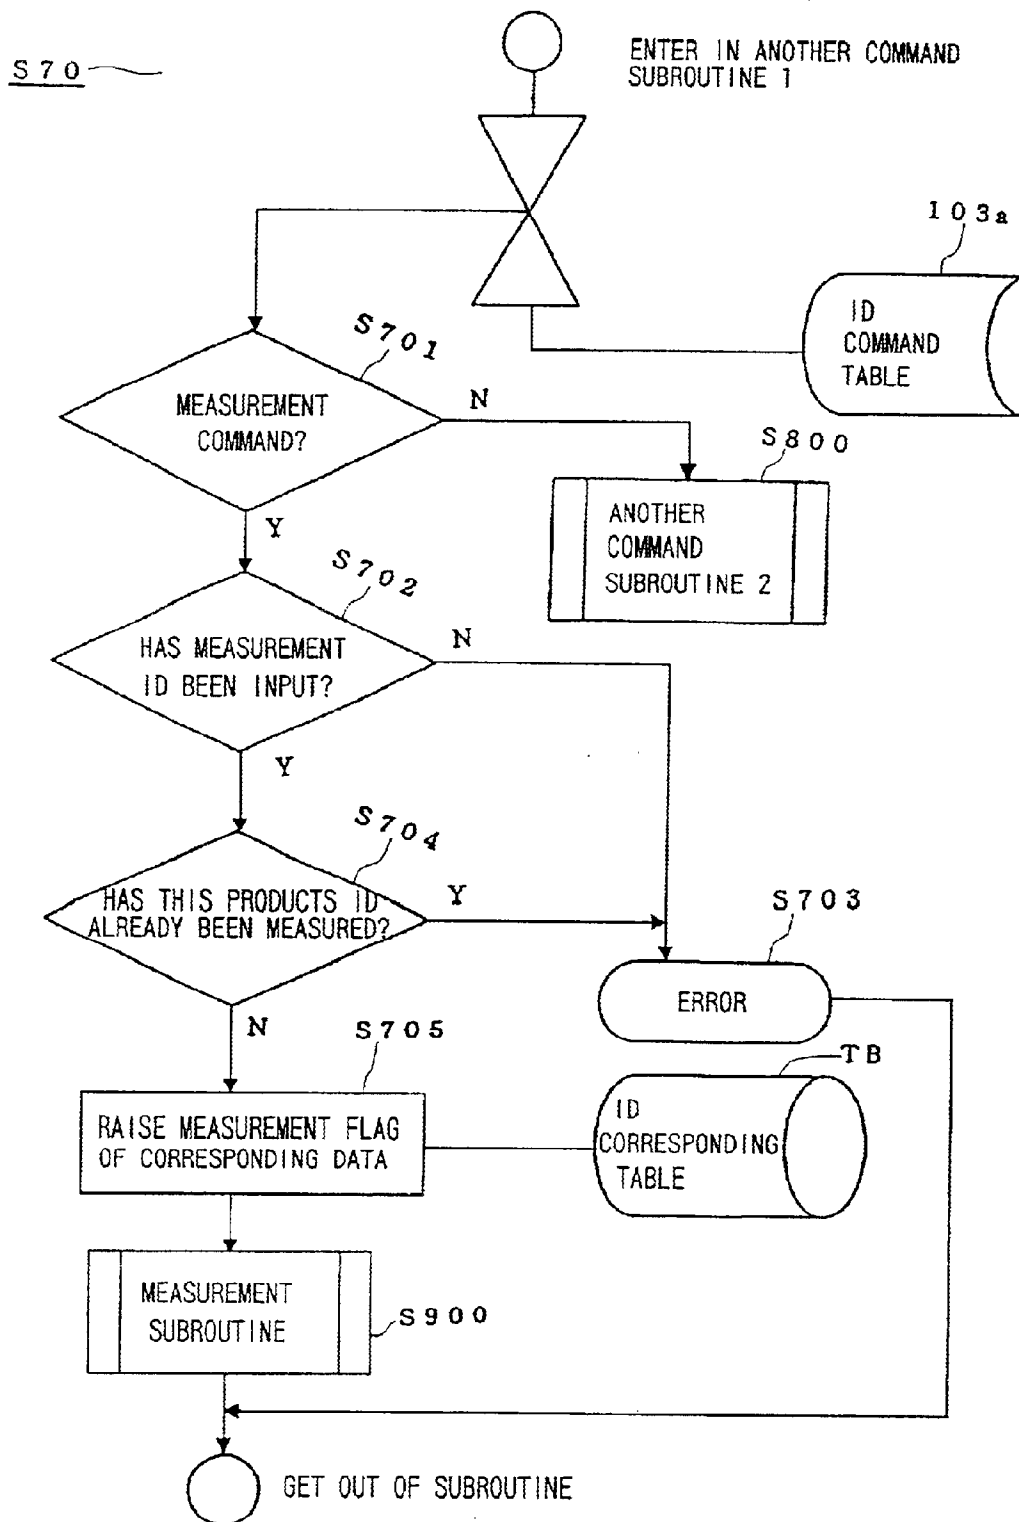 S70
ENTER IN ANOTHER COMMAND
SUBROUTINE 1
103a
ID
COMMAND
TABLE
S701
MEASUREMENT
COMMAND?
N
Y
S800
ANOTHER
COMMAND
SUBROUTINE 2
S702
HAS MEASUREMENT
ID BEEN INPUT?
N
Y
S704
HAS THIS PRODUCTS ID
ALREADY BEEN MEASURED?
Y
N
S703
ERROR
S705
RAISE MEASUREMENT FLAG
OF CORRESPONDING DATA
TB
ID
CORRESPONDING
TABLE
MEASUREMENT
SUBROUTINE
S900
GET OUT OF SUBROUTINE